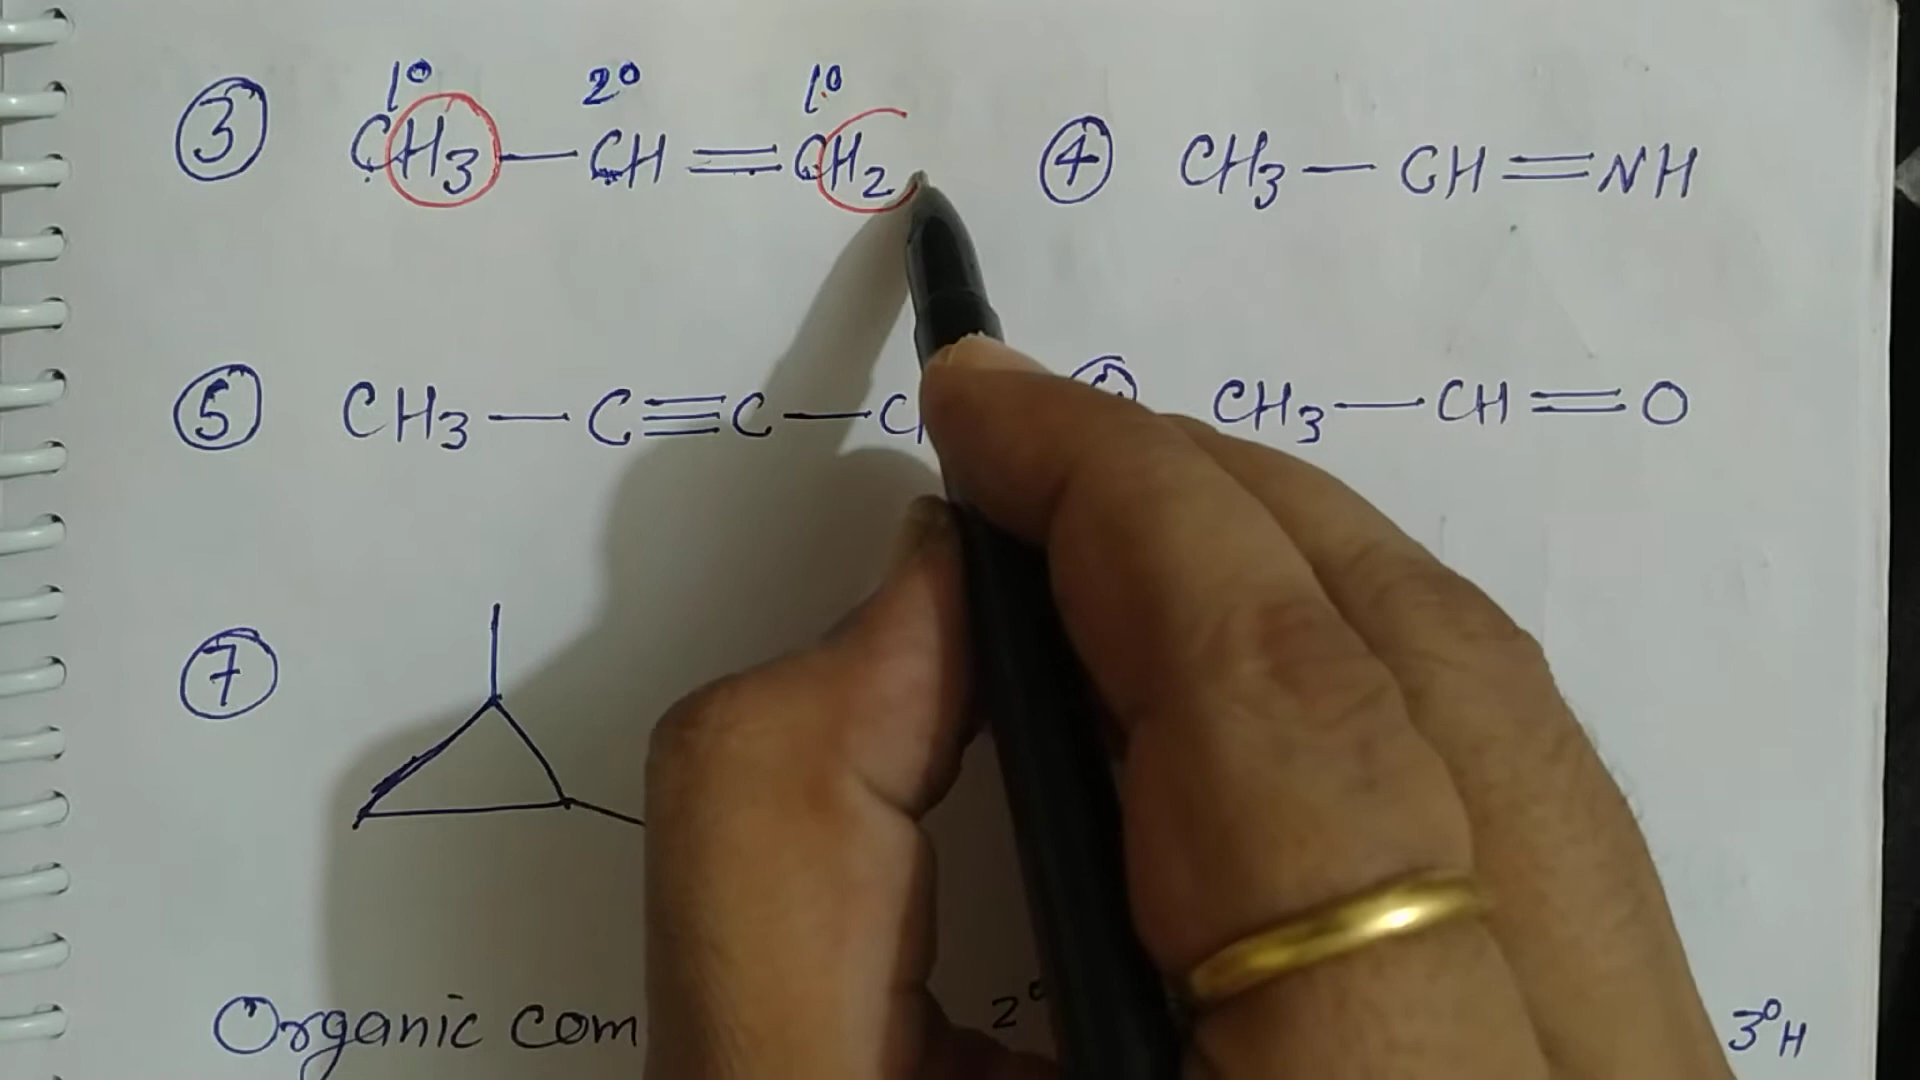 1° 2° 1°
③ CH3—CH=CH2 ④ CH3—CH=NH
⑤ CH3—C≡C—C CH3—CH=O
⑦
Organic com 2° 3°H